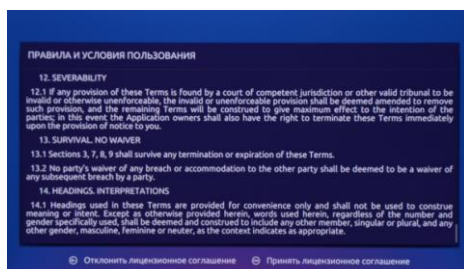 ПРАВИЛА И УСЛОВИЯ ПОЛЬЗОВАНИЯ
12. SEVERABILITY
12.1 If any provision of these Terms is found by a court of competent jurisdiction or other valid tribunal to be
invalid or otherwise unenforceable, the invalid or unenforceable provision shall be deemed amended to remove
such provision, and the remaining Terms will be construed to give maximum effect to the intention of the
parties; in this event the Application owners shall also have the right to terminate these Terms immediately
upon the provision of notice to you.
13. SURVIVAL. NO WAIVER
13.1 Sections 3, 7, 8, 9 shall survive any termination or expiration of these Terms.
13.2 No party's waiver of any breach or accommodation to the other party shall be deemed to be a waiver of
any subsequent breach by a party.
14. HEADINGS. INTERPRETATIONS
14.1 Headings used in these Terms are provided for convenience only and shall not be used to construe
meaning or intent. Except as otherwise provided herein, words used herein, regardless of the number and
gender specifically used, shall be deemed and construed to include any other member, singular or plural, and any
other gender, masculine, feminine or neuter, as the context indicates as appropriate.
Отклонить лицензионное соглашение Принять лицензионное соглашение